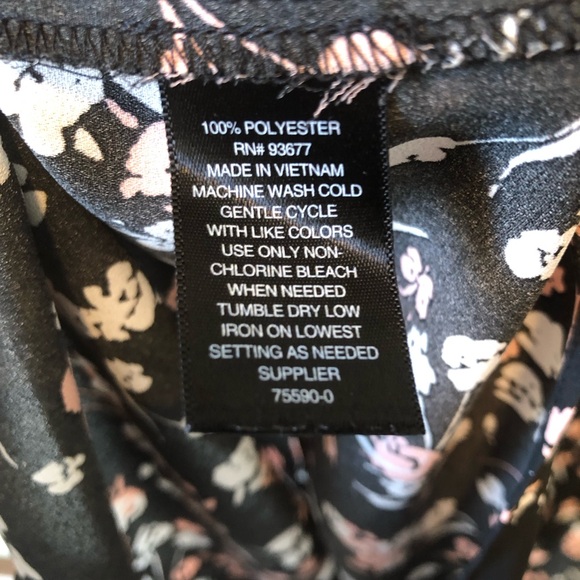 100% POLYESTER
RN# 93677
MADE IN VIETNAM
MACHINE WASH COLD
GENTLE CYCLE
WITH LIKE COLORS
USE ONLY NON-
CHLORINE BLEACH
WHEN NEEDED
TUMBLE DRY LOW
IRON ON LOWEST
SETTING AS NEEDED
SUPPLIER
75590-0